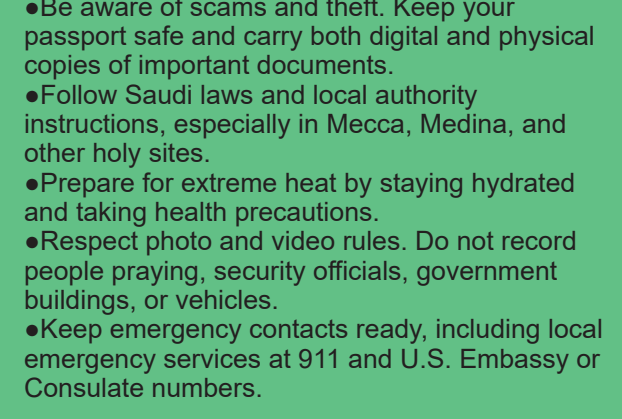 ●Be aware of scams and theft. Keep your
passport safe and carry both digital and physical
copies of important documents.
●Follow Saudi laws and local authority
instructions, especially in Mecca, Medina, and
other holy sites.
●Prepare for extreme heat by staying hydrated
and taking health precautions.
●Respect photo and video rules. Do not record
people praying, security officials, government
buildings, or vehicles.
●Keep emergency contacts ready, including local
emergency services at 911 and U.S. Embassy or
Consulate numbers.